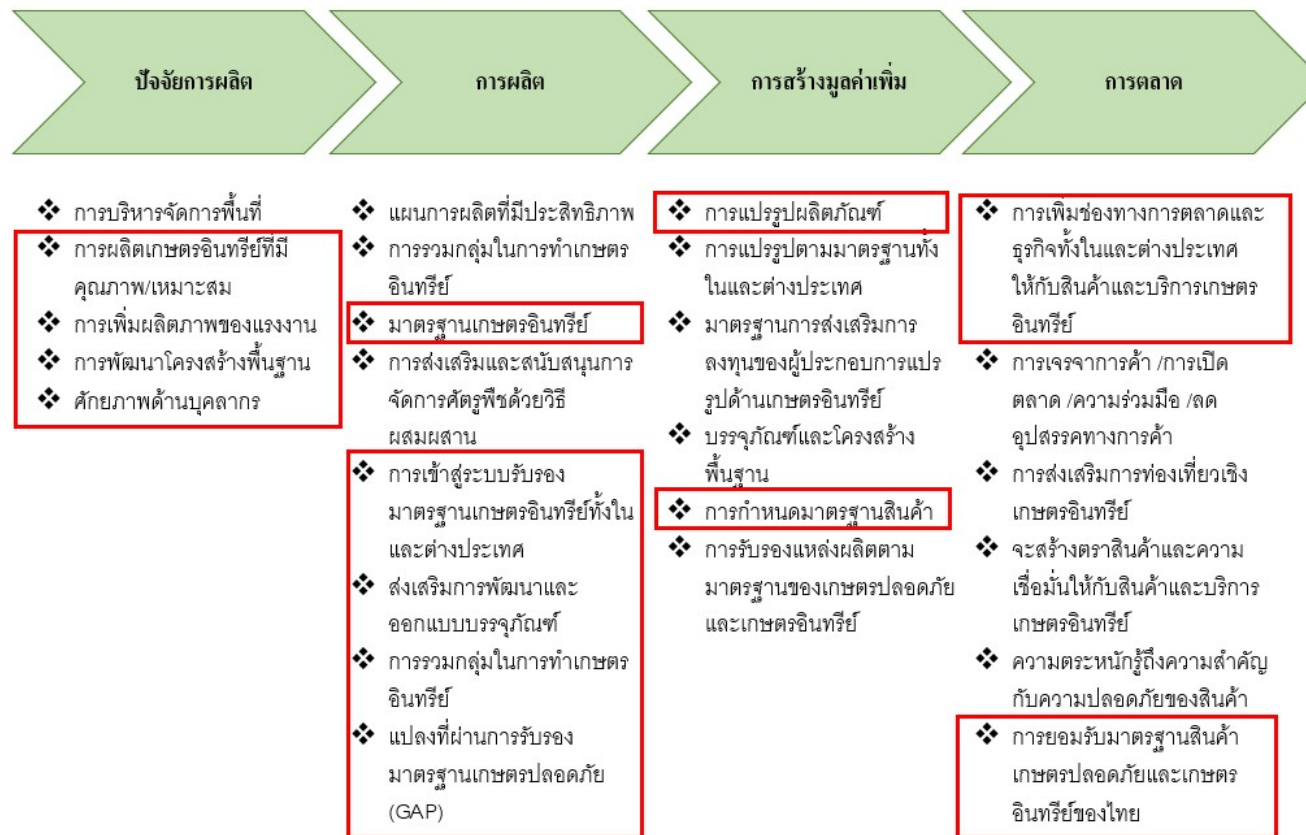 ปัจจัยการผลิต
การผลิต
การสร้างมูลค่าเพิ่ม
การตลาด
❖ การบริหารจัดการพื้นที่
❖ การผลิตเกษตรอินทรีย์ที่มี
คุณภาพ/เหมาะสม
❖ การเพิ่มผลิตภาพของแรงงาน
❖ การพัฒนาโครงสร้างพื้นฐาน
❖ ศักยภาพด้านบุคลากร
❖ แผนการผลิตที่มีประสิทธิภาพ
❖ การรวมกลุ่มในการทำเกษตร
อินทรีย์
❖ มาตรฐานเกษตรอินทรีย์
❖ การส่งเสริมและสนับสนุนการ
จัดการศัตรูพืชด้วยวิธี
ผสมผสาน
❖ การเข้าสู่ระบบรับรอง
มาตรฐานเกษตรอินทรีย์ทั้งใน
และต่างประเทศ
❖ ส่งเสริมการพัฒนาและ
ออกแบบบรรจุภัณฑ์
❖ การรวมกลุ่มในการทำเกษตร
อินทรีย์
❖ แปลงที่ผ่านการรับรอง
มาตรฐานเกษตรปลอดภัย
(GAP)
❖ การแปรรูปผลิตภัณฑ์
❖ การแปรรูปตามมาตรฐานทั้ง
ในและต่างประเทศ
❖ มาตรฐานการส่งเสริมการ
ลงทุนของผู้ประกอบการแปร
รูปด้านเกษตรอินทรีย์
❖ บรรจุภัณฑ์และโครงสร้าง
พื้นฐาน
❖ การกำหนดมาตรฐานสินค้า
❖ การรับรองแหล่งผลิตตาม
มาตรฐานของเกษตรปลอดภัย
และเกษตรอินทรีย์
❖ การเพิ่มช่องทางการตลาดและ
ธุรกิจทั้งในและต่างประเทศ
ให้กับสินค้าและบริการเกษตร
อินทรีย์
❖ การเจรจาการค้า /การเปิด
ตลาด /ความร่วมมือ /ลด
อุปสรรคทางการค้า
❖ การส่งเสริมการท่องเที่ยวเชิง
เกษตรอินทรีย์
❖ จะสร้างตราสินค้าและความ
เชื่อมั่นให้กับสินค้าและบริการ
เกษตรอินทรีย์
❖ ความตระหนักรู้ถึงความสำคัญ
กับความปลอดภัยของสินค้า
❖ การยอมรับมาตรฐานสินค้า
เกษตรปลอดภัยและเกษตร
อินทรีย์ของไทย